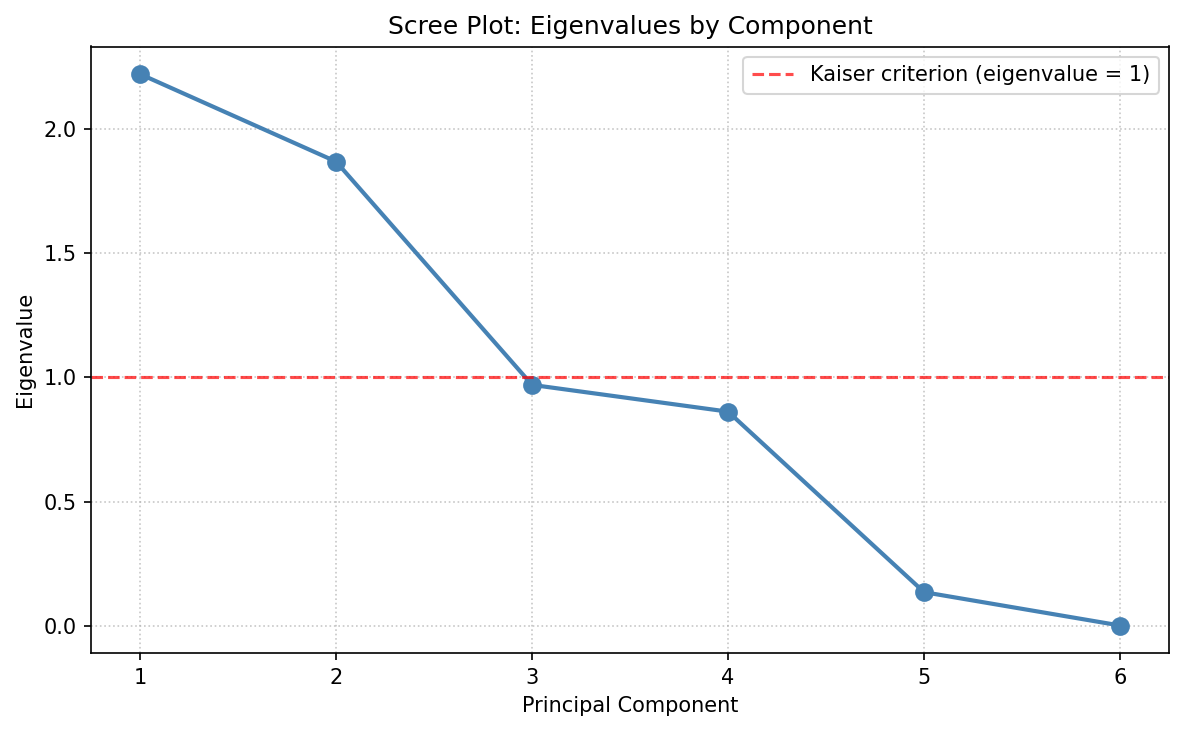 Scree Plot: Eigenvalues by Component
Kaiser criterion (eigenvalue = 1)
Eigenvalue
2.0
1.5
1.0
0.5
0.0
1 2 3 4 5 6
Principal Component